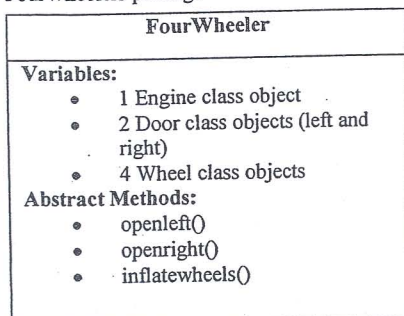 FourWheeler
Variables:
• 1 Engine class object
• 2 Door class objects (left and
right)
• 4 Wheel class objects
Abstract Methods:
• openleft()
• openright()
• inflatewheels()